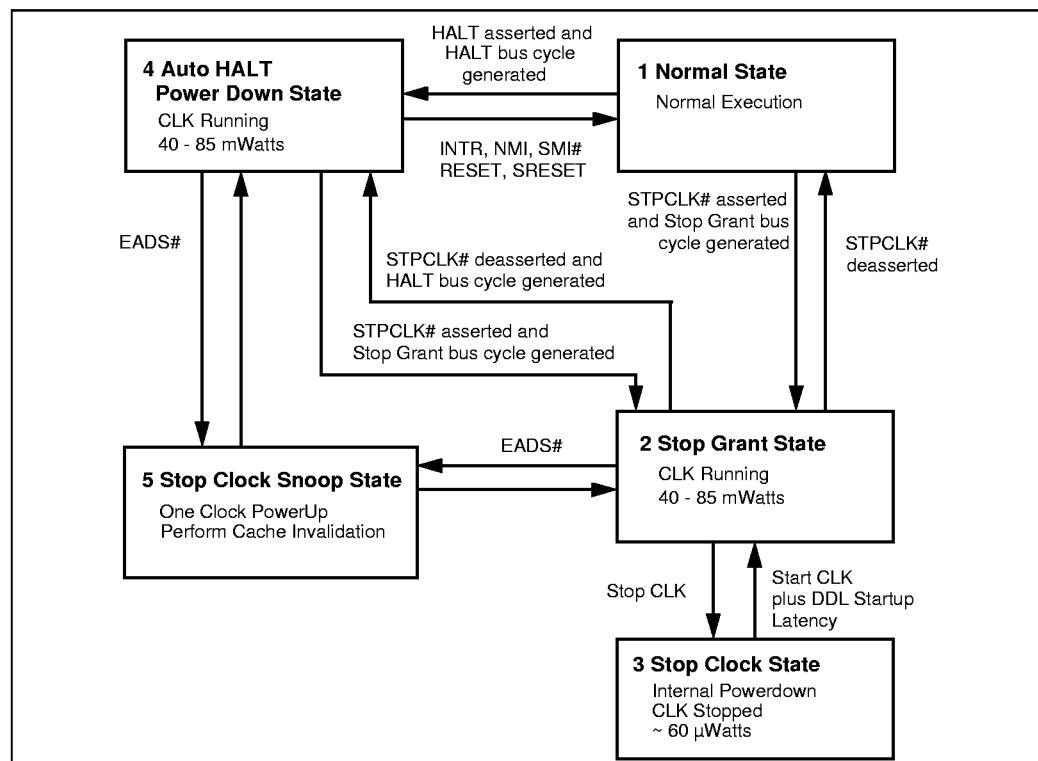 HALT asserted and
HALT bus cycle
generated
4 Auto HALT
Power Down State
CLK Running
40 - 85 mWatts
1 Normal State
Normal Execution
INTR, NMI, SMI#
RESET, SRESET
EADS#
STPCLK# asserted
and Stop Grant bus
cycle generated
STPCLK#
deasserted
STPCLK# deasserted and
HALT bus cycle generated
STPCLK# asserted and
Stop Grant bus cycle generated
5 Stop Clock Snoop State
One Clock PowerUp
Perform Cache Invalidation
EADS#
2 Stop Grant State
CLK Running
40 - 85 mWatts
Stop CLK
Start CLK
plus DDL Startup
Latency
3 Stop Clock State
Internal Powerdown
CLK Stopped
~ 60 µWatts